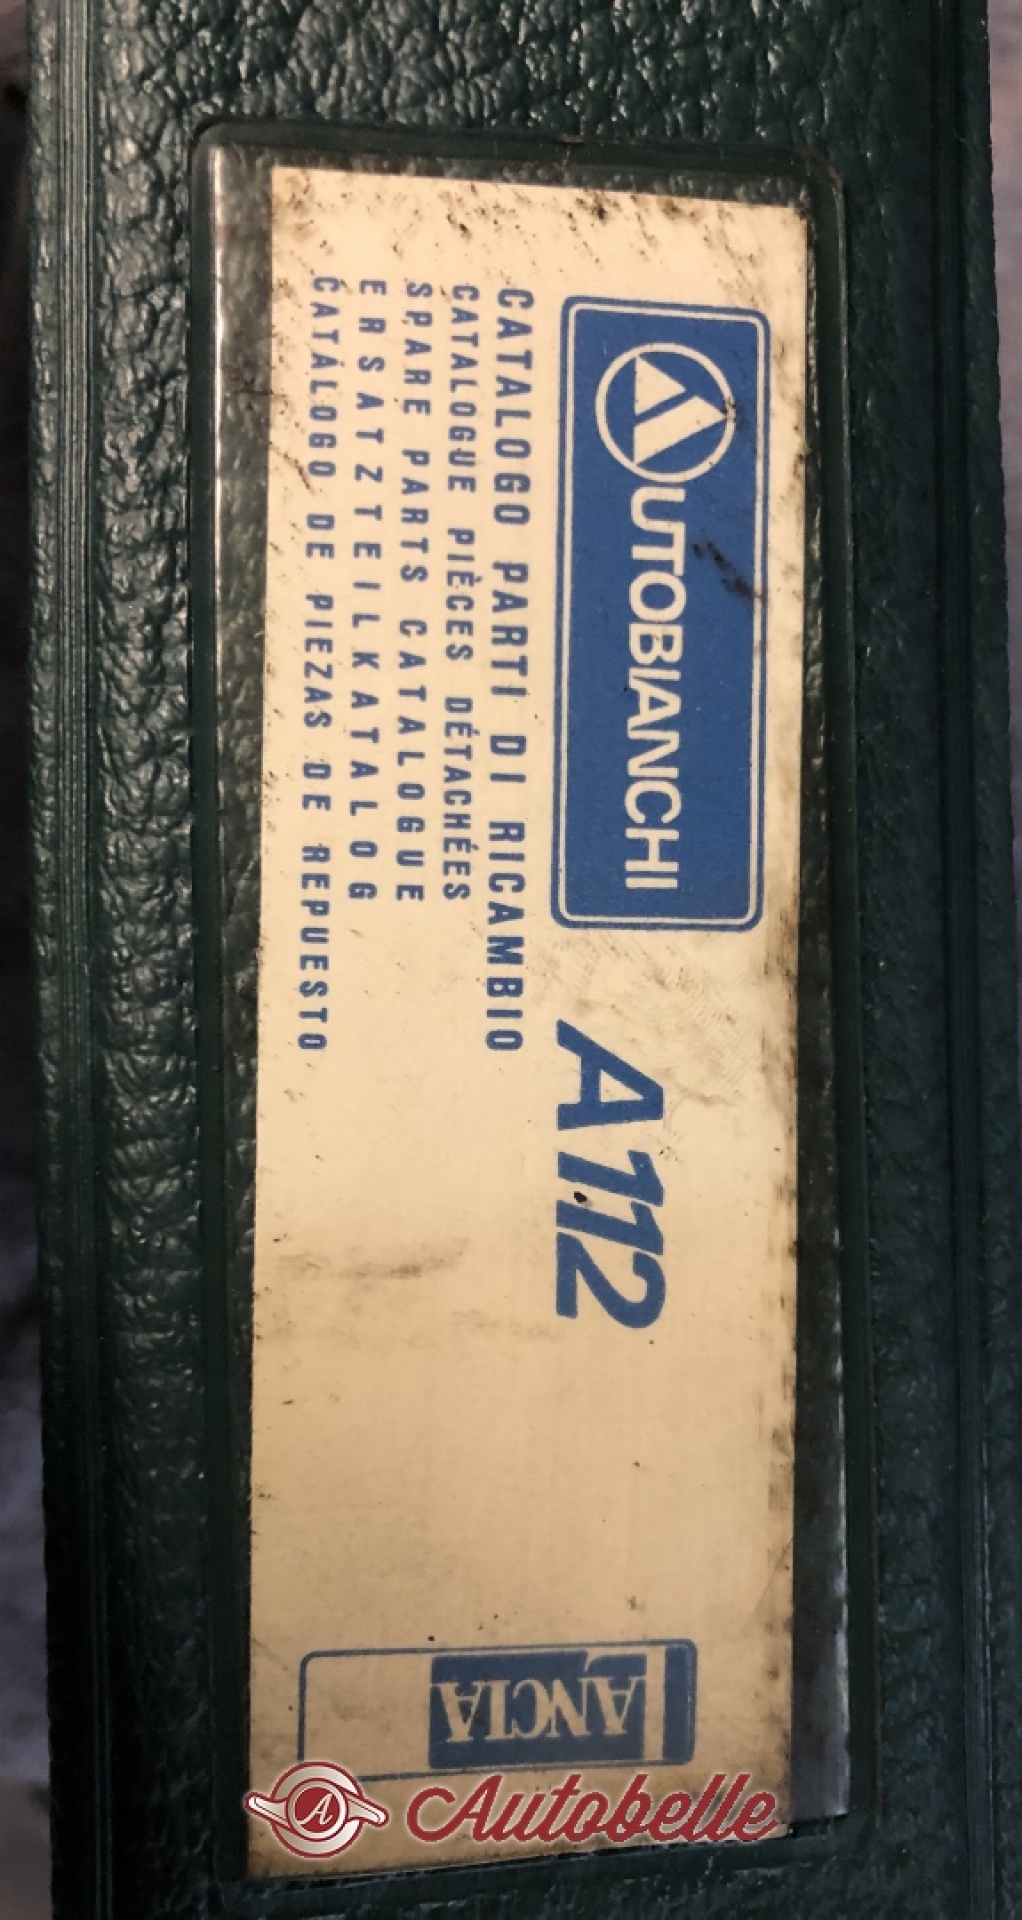 AUTOBIANCHI
A112
CATALOGO PARTI DI RICAMBIO
CATALOGUE PIÈCES DÉTACHÉES
SPARE PARTS CATALOGUE
ERSATZTEILKATALOG
CATÁLOGO DE PIEZAS DE REPUESTO
LANCIA
A Autobelle